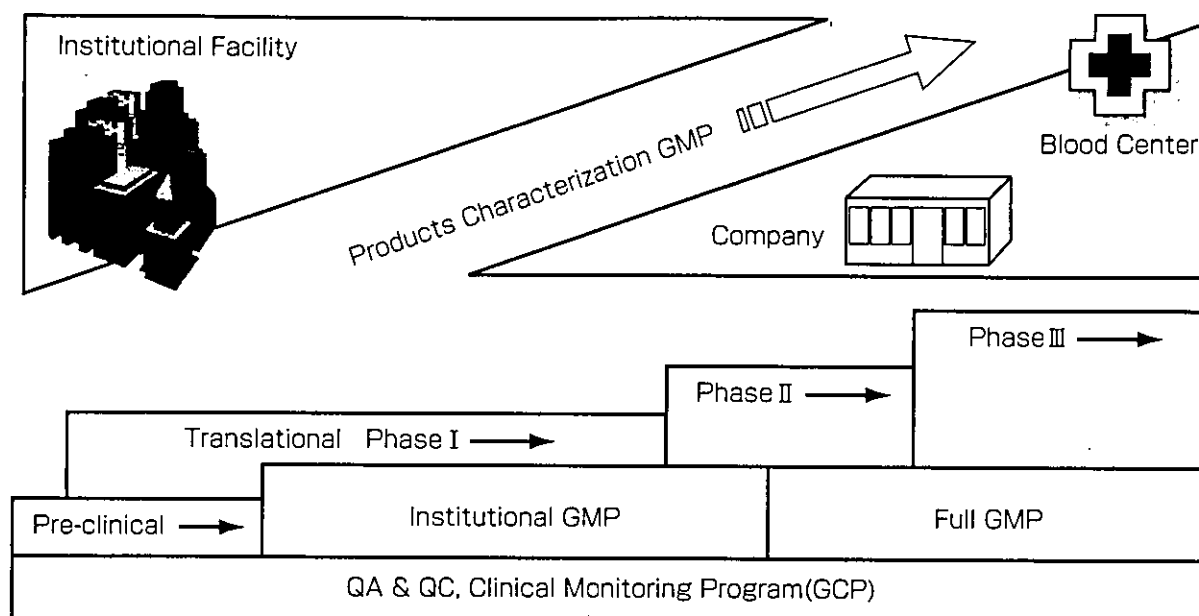 Institutional Facility
Products Characterization GMP
Blood Center
Company
Phase Ⅲ
Phase Ⅱ
Translational Phase Ⅰ
Pre-clinical
Institutional GMP
Full GMP
QA & QC, Clinical Monitoring Program(GCP)